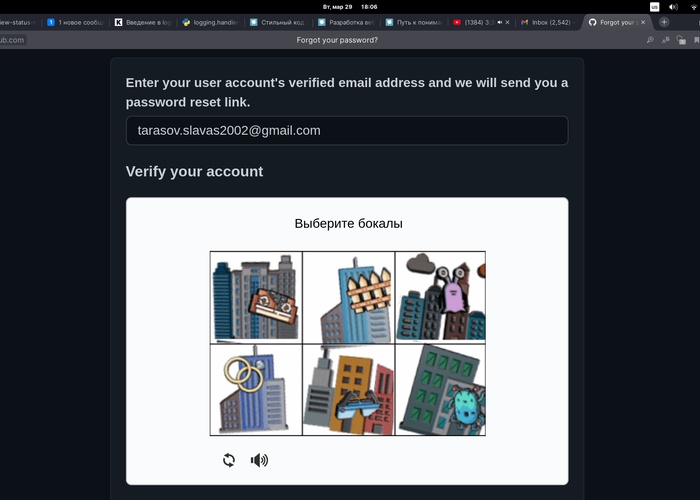 Вт, мар 29 18:06
us
ew-status-
1 новое сообщ
Введение в log
logging.handle
Стильный код
Разработка ве
Путь к понима
(1384) 3:
Inbox (2,542)
Forgot your p
ub.com
Forgot your password?
Enter your user account's verified email address and we will send you a
password reset link.
tarasov.slavas2002@gmail.com
Verify your account
Выберите бокалы